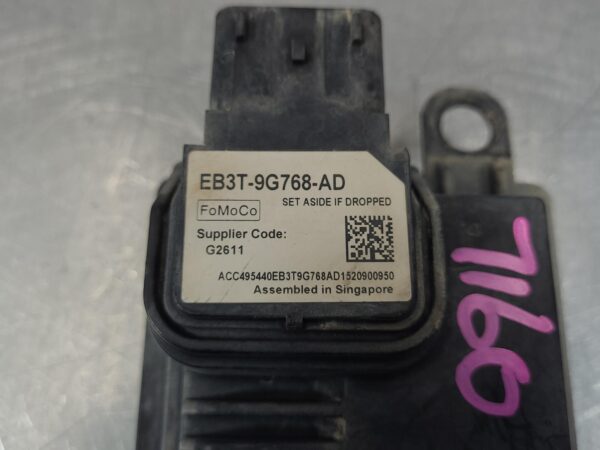 EB3T-9G768-AD
SET ASIDE IF DROPPED
FoMoCo
Supplier Code:
G2611
ACC495440EB3T9G768AD1520900950
Assembled in Singapore
7160